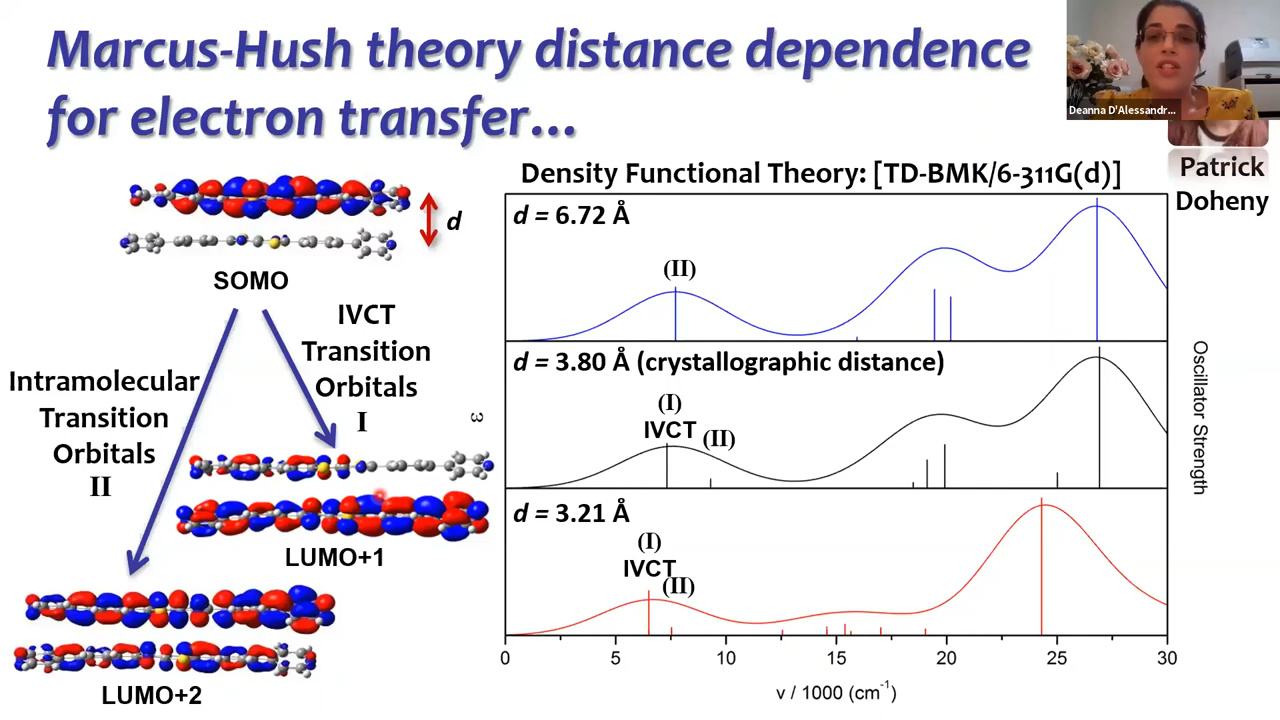 Marcus-Hush theory distance dependence
for electron transfer...
Deanna D'Alessandr...
Patrick
Doheny
d
SOMO
IVCT
Transition
Orbitals
I
Intramolecular
Transition
Orbitals
II
LUMO+1
LUMO+2
Density Functional Theory: [TD-BMK/6-311G(d)]
d = 6.72 Å
(II)
d = 3.80 Å (crystallographic distance)
(I)
IVCT (II)
d = 3.21 Å
(I)
IVCT
(II)
ε
Oscillator Strength
0 5 10 15 20 25 30
ν / 1000 (cm-1)